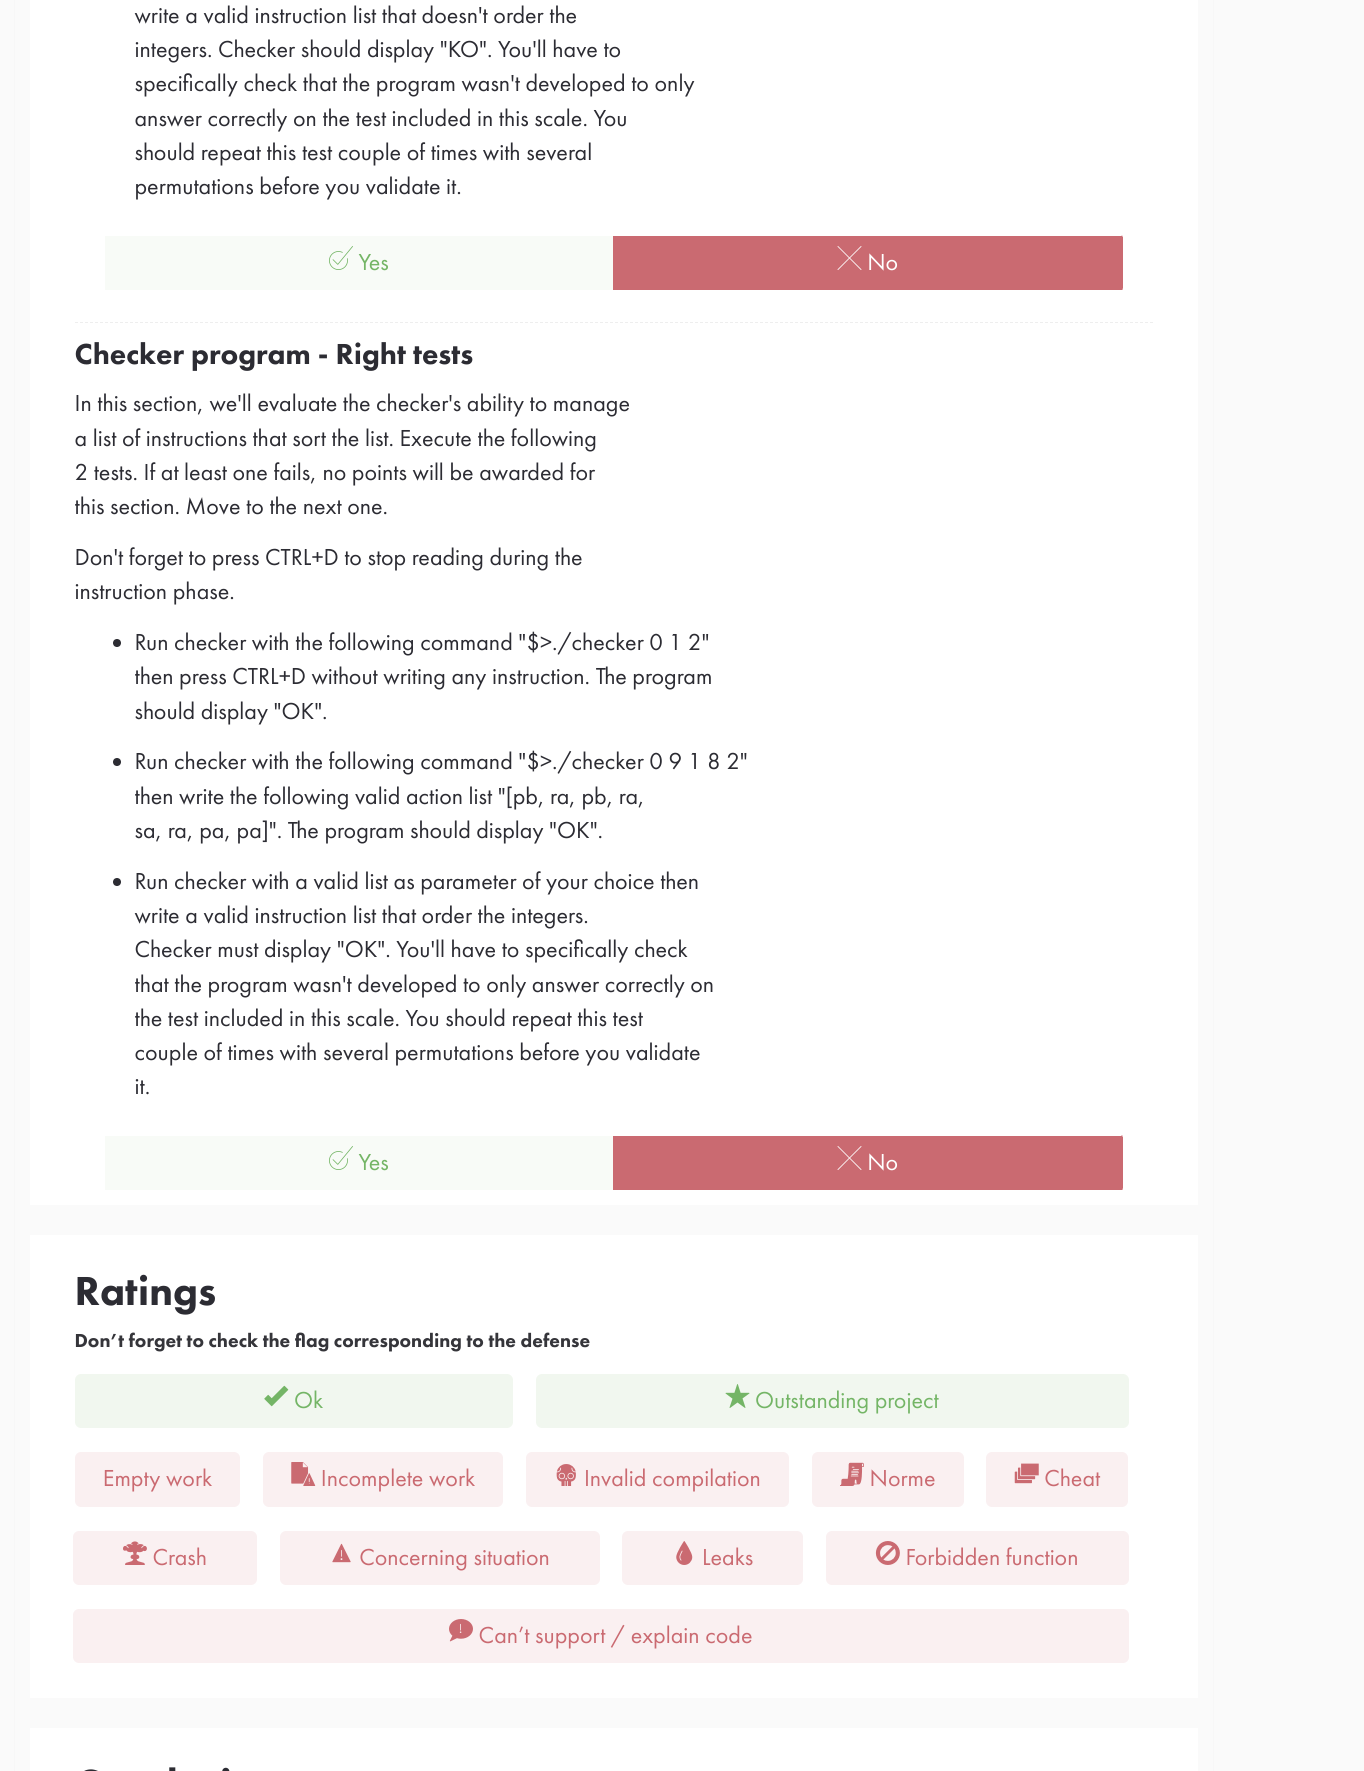 write a valid instruction list that doesn't order the
integers. Checker should display "KO". You'll have to
specifically check that the program wasn't developed to only
answer correctly on the test included in this scale. You
should repeat this test couple of times with several
permutations before you validate it.
Yes
No
Checker program - Right tests
In this section, we'll evaluate the checker's ability to manage
a list of instructions that sort the list. Execute the following
2 tests. If at least one fails, no points will be awarded for
this section. Move to the next one.
Don't forget to press CTRL+D to stop reading during the
instruction phase.
• Run checker with the following command "$>./checker 0 1 2"
then press CTRL+D without writing any instruction. The program
should display "OK".
• Run checker with the following command "$>./checker 0 9 1 8 2"
then write the following valid action list "[pb, ra, pb, ra,
sa, ra, pa, pa]". The program should display "OK".
• Run checker with a valid list as parameter of your choice then
write a valid instruction list that order the integers.
Checker must display "OK". You'll have to specifically check
that the program wasn't developed to only answer correctly on
the test included in this scale. You should repeat this test
couple of times with several permutations before you validate
it.
Yes
No
Ratings
Don’t forget to check the flag corresponding to the defense
Ok
Outstanding project
Empty work
Incomplete work
Invalid compilation
Norme
Cheat
Crash
Concerning situation
Leaks
Forbidden function
Can’t support / explain code